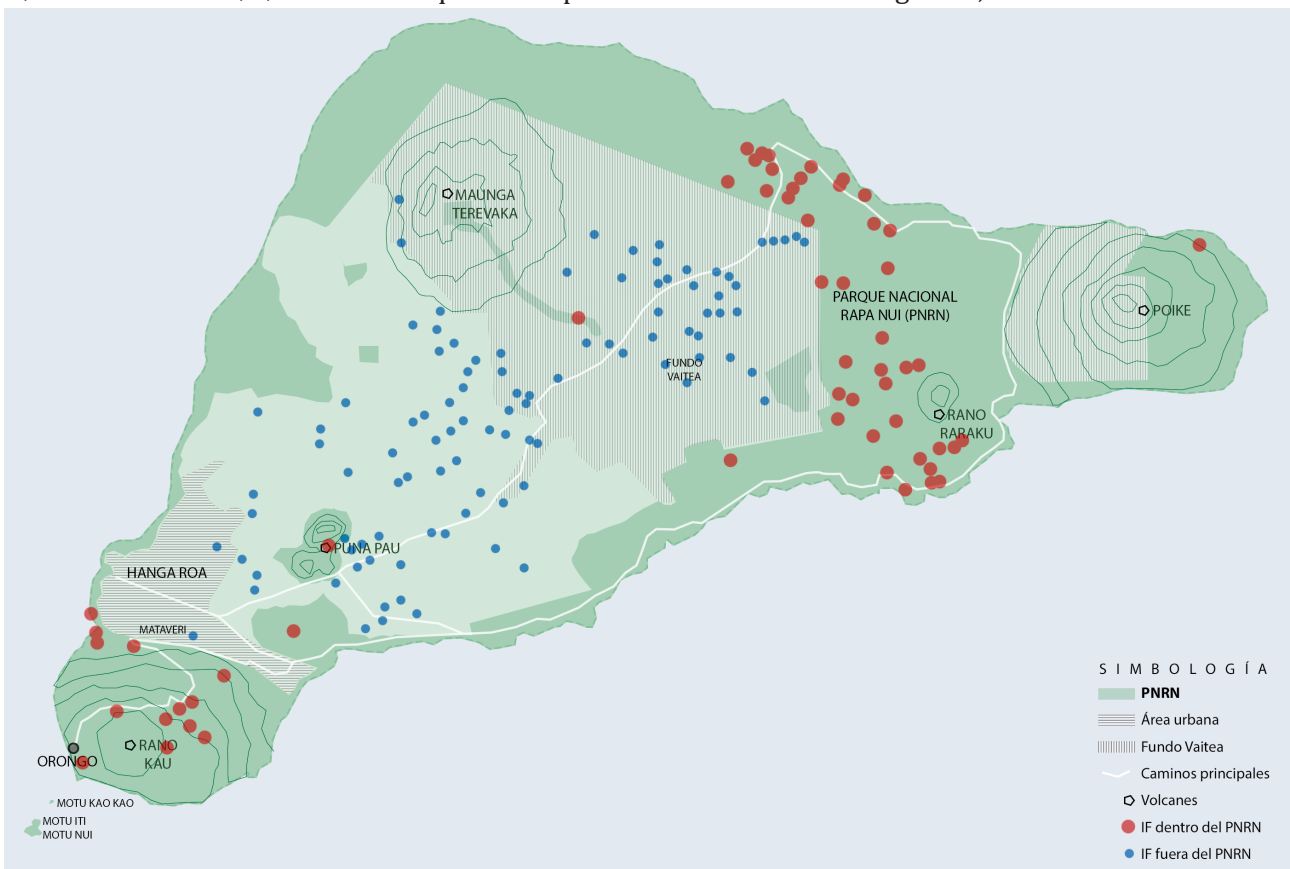 MAUNGA
TEREVAKA
PARQUE NACIONAL
RAPA NUI (PNRN)
POIKE
FUNDO
VAITEA
RANO
RARAKU
PUNA PAU
HANGA ROA
MATAVERI
RANO
KAU
ORONGO
MOTU KAO KAO
MOTU ITI
MOTU NUI
SIMBOLOGÍA
PNRN
Área urbana
Fundo Vaitea
Caminos principales
Volcanes
IF dentro del PNRN
IF fuera del PNRN